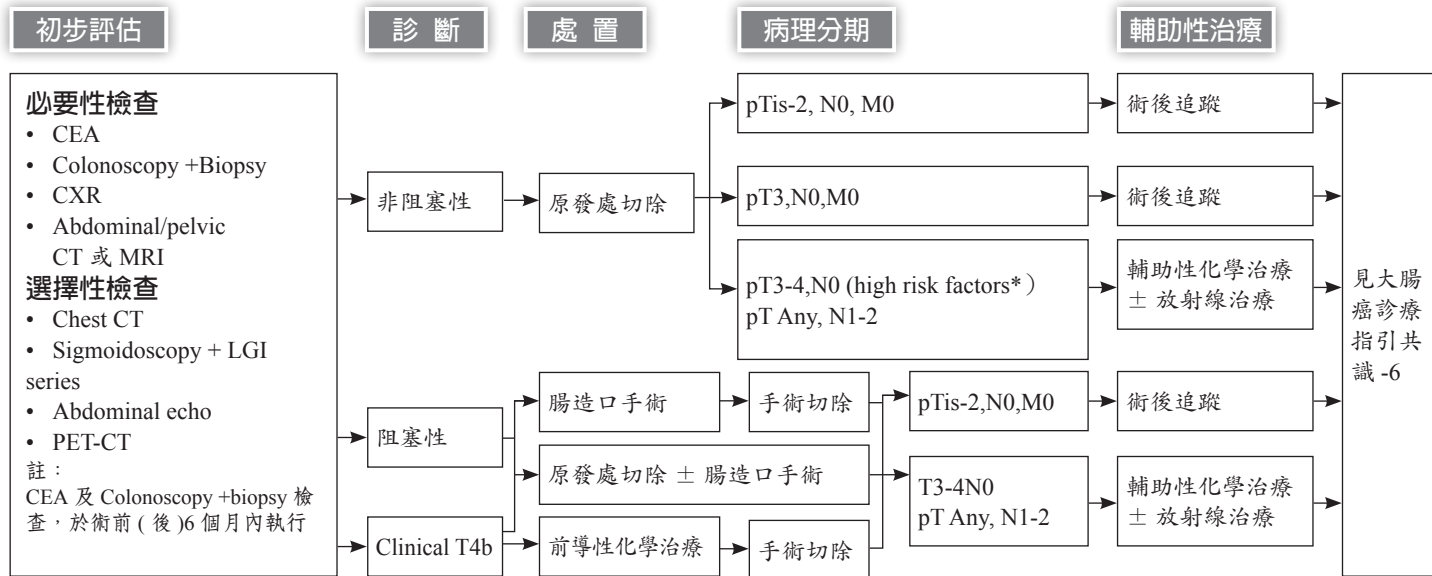 初步評估
診 斷
處 置
病理分期
輔助性治療
必要性檢查
• CEA
• Colonoscopy +Biopsy
• CXR
• Abdominal/pelvic
CT 或 MRI
選擇性檢查
• Chest CT
• Sigmoidoscopy + LGI
series
• Abdominal echo
• PET-CT
註：
CEA 及 Colonoscopy +biopsy 檢
查，於術前 ( 後 )6 個月內執行
非阻塞性
原發處切除
pTis-2, N0, M0
術後追蹤
pT3,N0,M0
術後追蹤
pT3-4,N0 (high risk factors*）
pT Any, N1-2
輔助性化學治療
± 放射線治療
阻塞性
Clinical T4b
腸造口手術
手術切除
原發處切除 ± 腸造口手術
前導性化學治療
手術切除
pTis-2,N0,M0
術後追蹤
T3-4N0
pT Any, N1-2
輔助性化學治療
± 放射線治療
見大腸
癌診療
指引共
識 -6